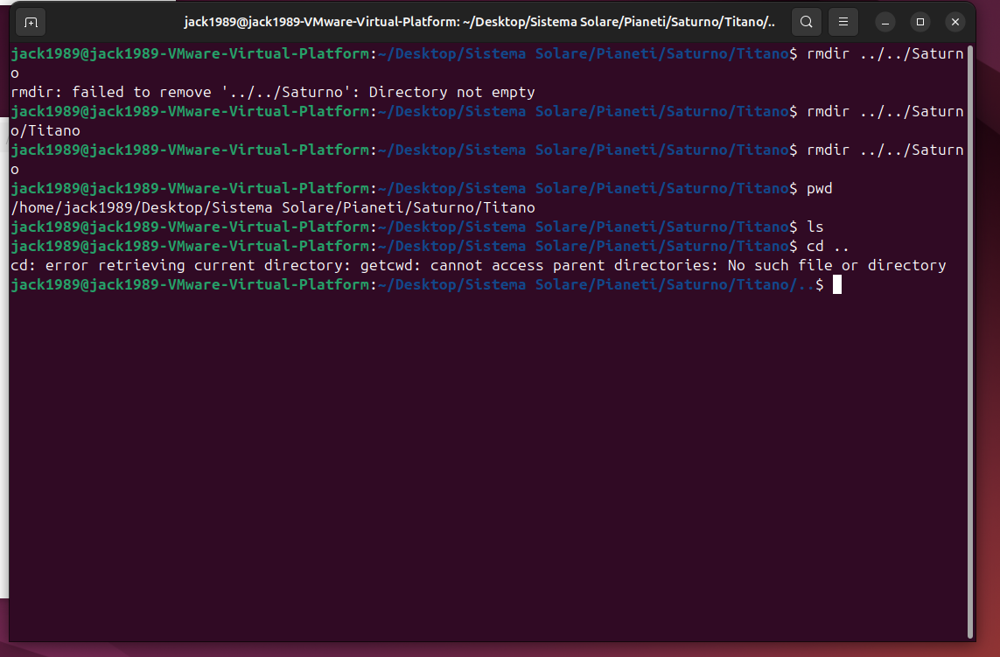 jack1989@jack1989-VMware-Virtual-Platform: ~/Desktop/Sistema Solare/Pianeti/Saturno/Titano/..
jack1989@jack1989-VMware-Virtual-Platform:~/Desktop/Sistema Solare/Pianeti/Saturno/Titano$ rmdir ../../Saturn
o
rmdir: failed to remove '../../Saturno': Directory not empty
jack1989@jack1989-VMware-Virtual-Platform:~/Desktop/Sistema Solare/Pianeti/Saturno/Titano$ rmdir ../../Saturn
o/Titano
jack1989@jack1989-VMware-Virtual-Platform:~/Desktop/Sistema Solare/Pianeti/Saturno/Titano$ rmdir ../../Saturn
o
jack1989@jack1989-VMware-Virtual-Platform:~/Desktop/Sistema Solare/Pianeti/Saturno/Titano$ pwd
/home/jack1989/Desktop/Sistema Solare/Pianeti/Saturno/Titano
jack1989@jack1989-VMware-Virtual-Platform:~/Desktop/Sistema Solare/Pianeti/Saturno/Titano$ ls
jack1989@jack1989-VMware-Virtual-Platform:~/Desktop/Sistema Solare/Pianeti/Saturno/Titano$ cd ..
cd: error retrieving current directory: getcwd: cannot access parent directories: No such file or directory
jack1989@jack1989-VMware-Virtual-Platform:~/Desktop/Sistema Solare/Pianeti/Saturno/Titano/..$